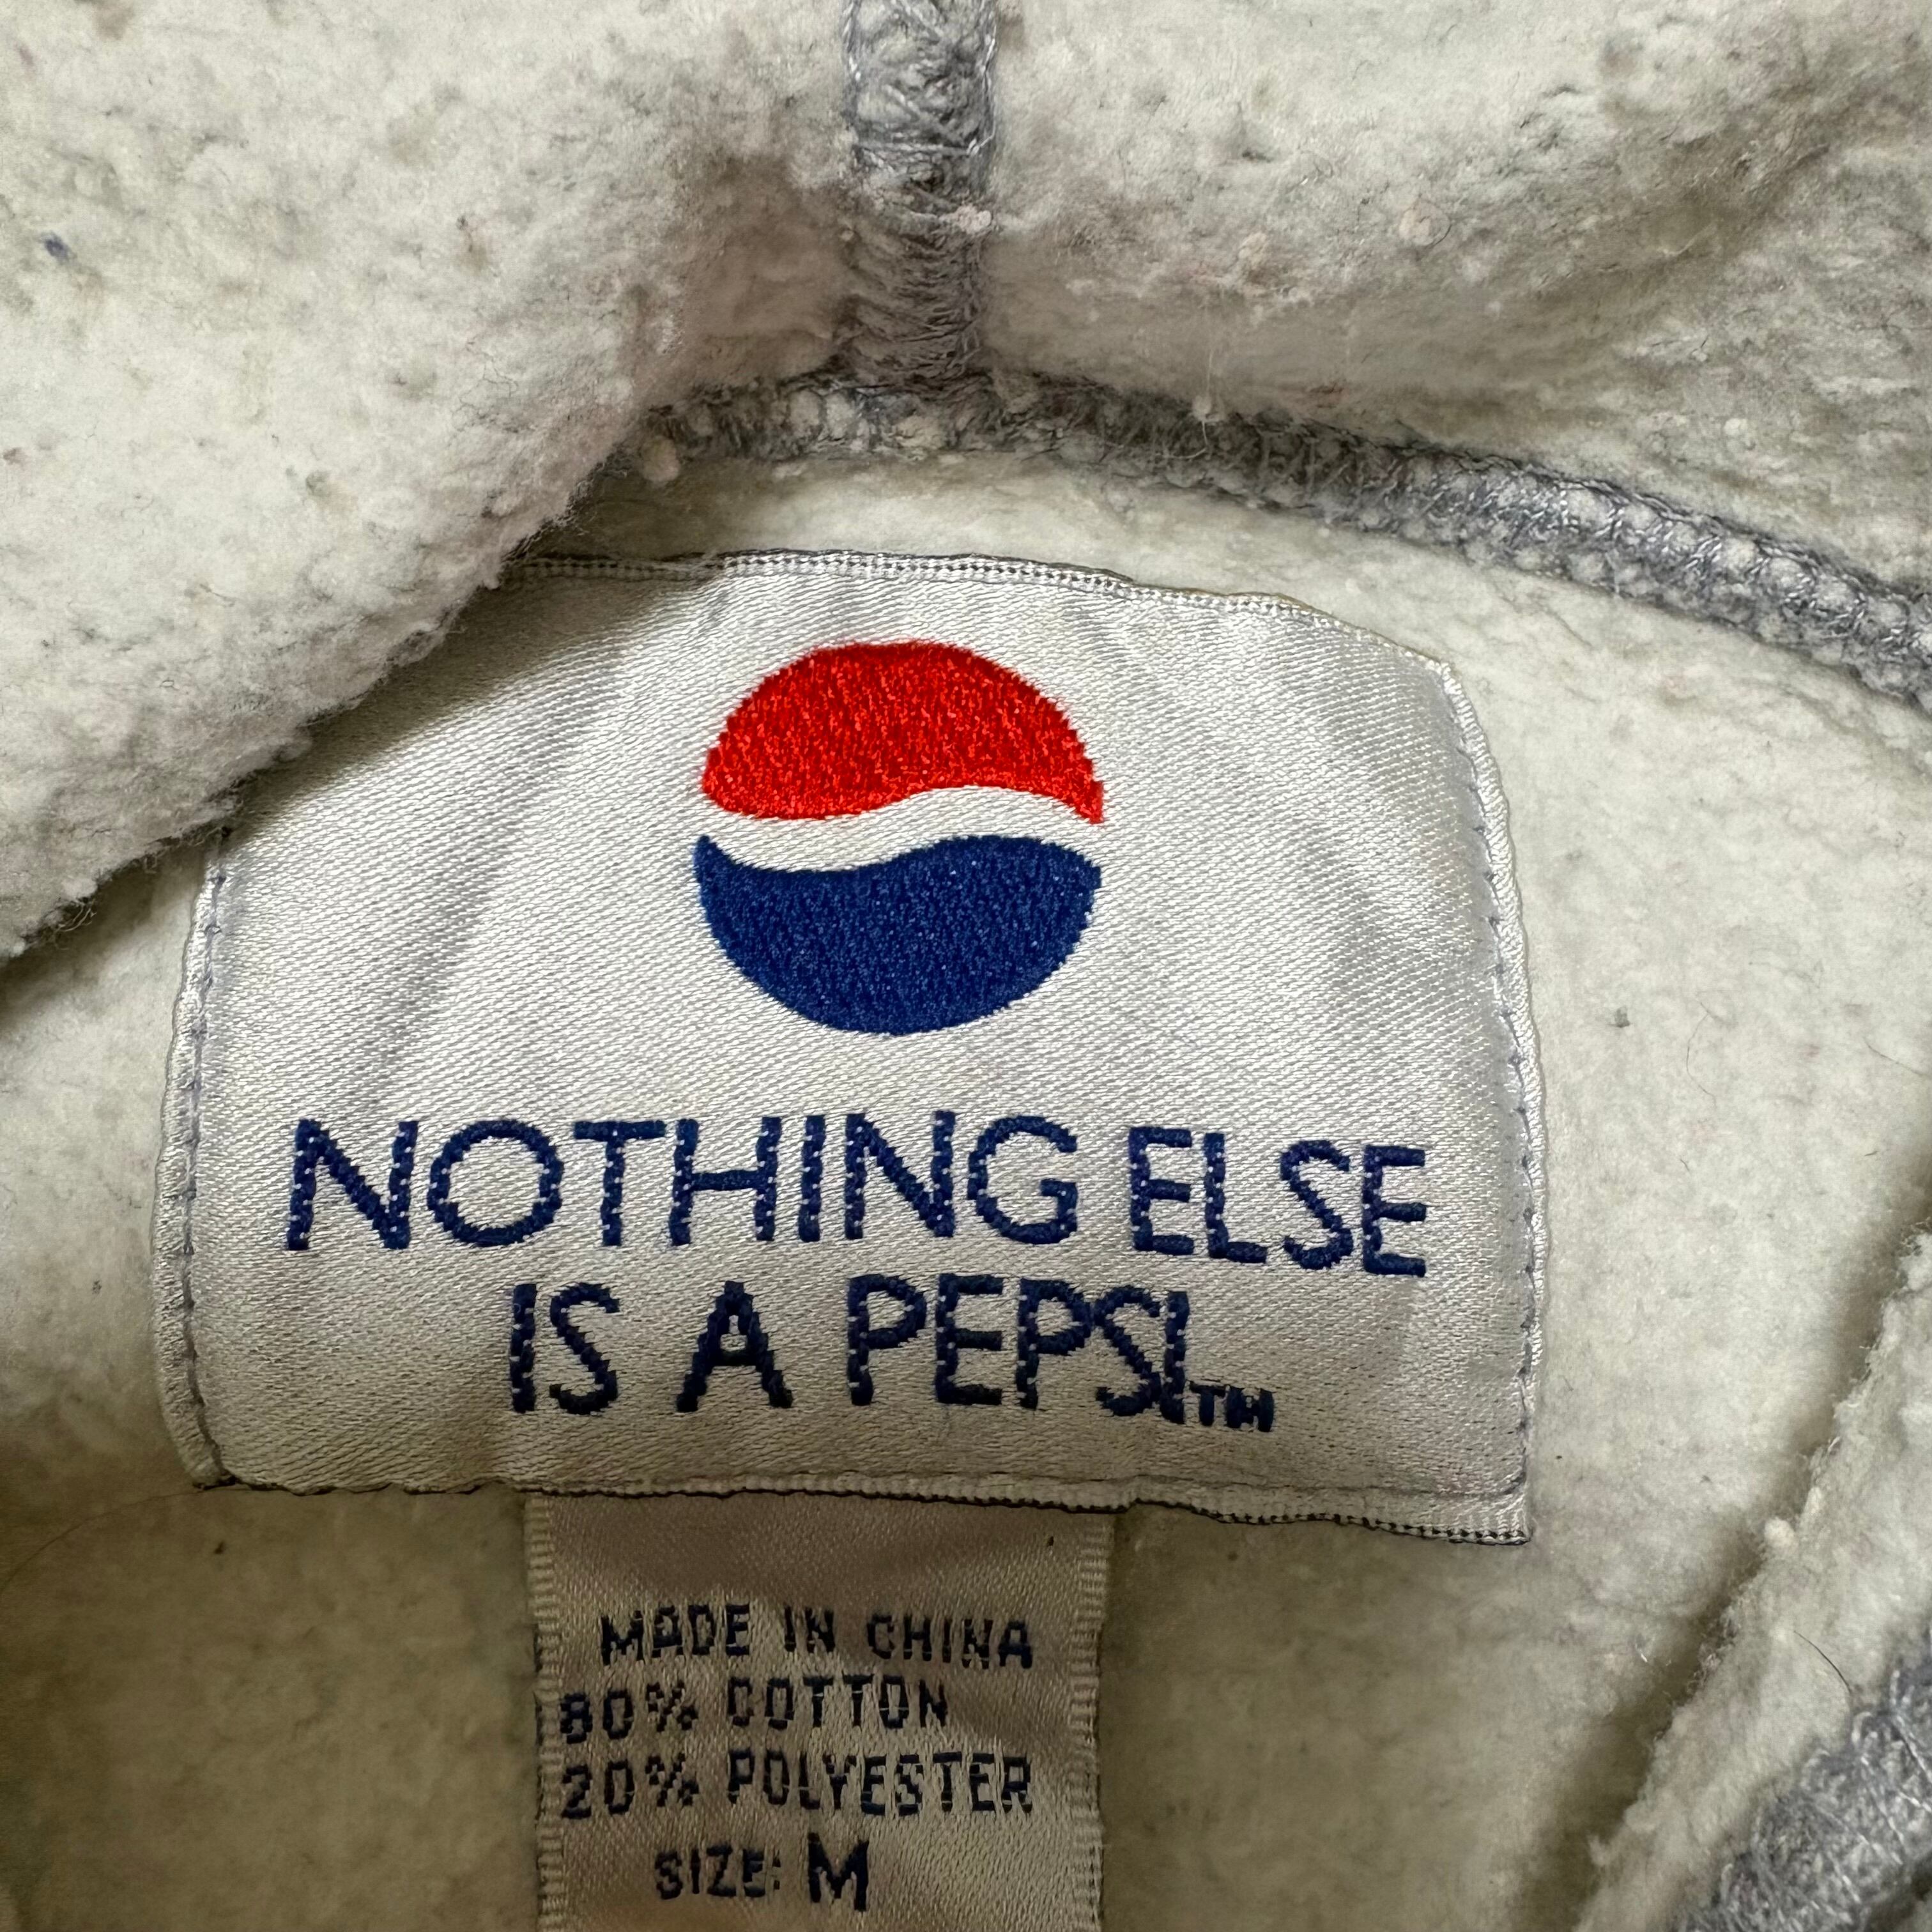 NOTHING ELSE
IS A PEPSI™
MADE IN CHINA
80% COTTON
20% POLYESTER
SIZE: M